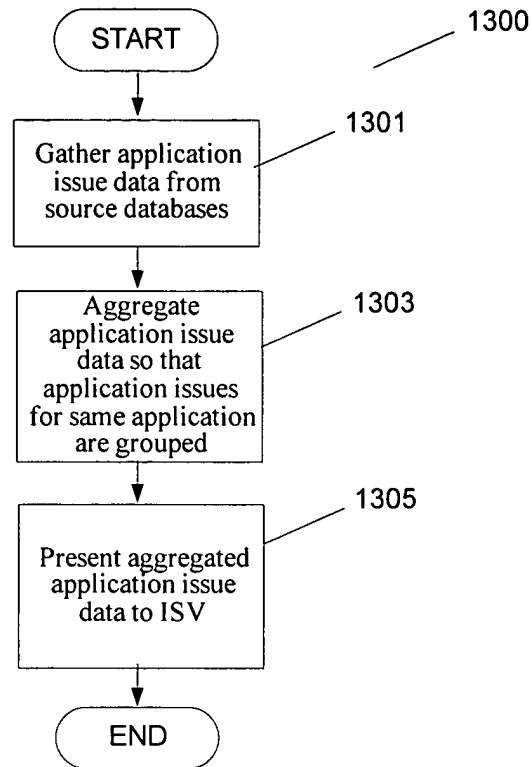 START
1300
1301
Gather application
issue data from
source databases
1303
Aggregate
application issue
data so that
application issues
for same application
are grouped
1305
Present aggregated
application issue
data to ISV
END